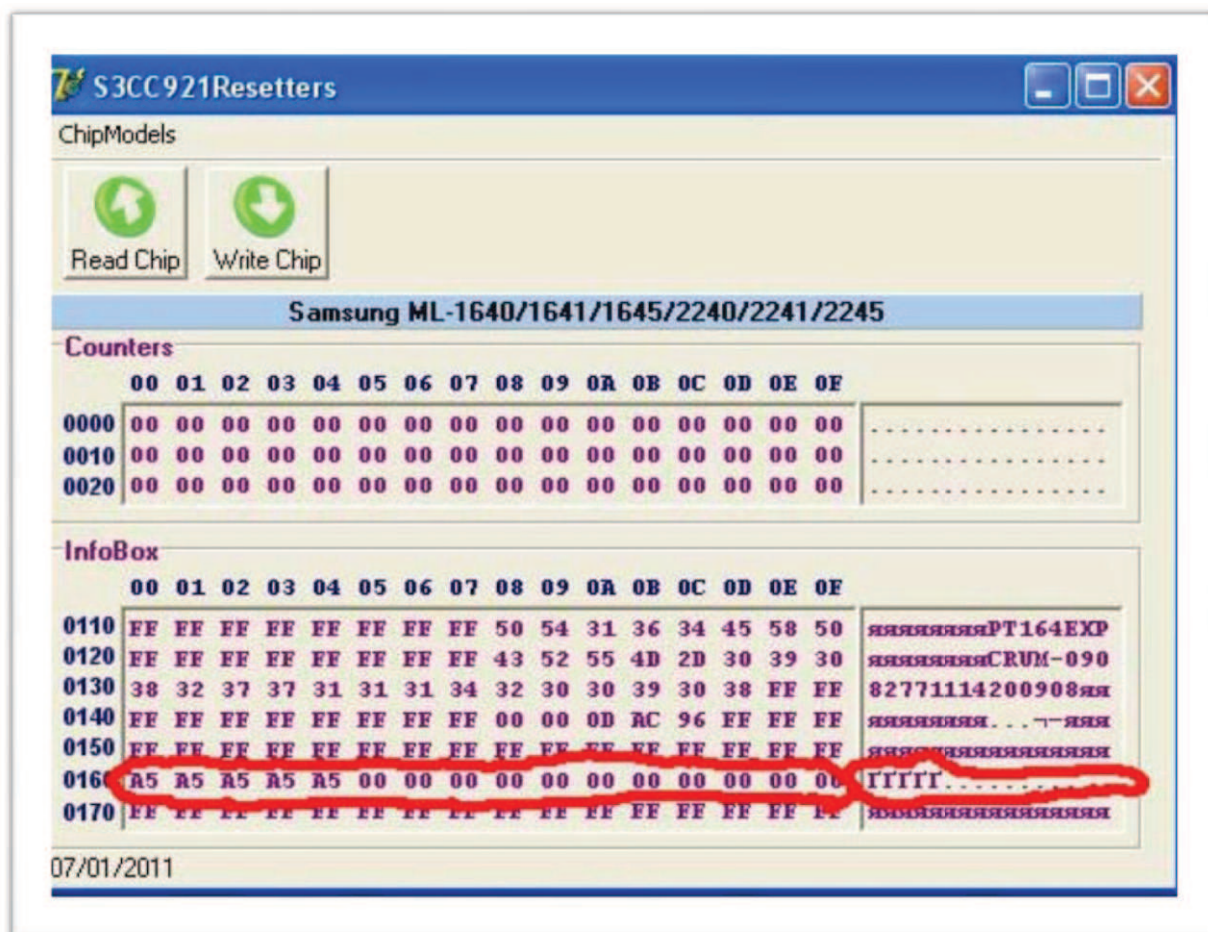 S3CC921Resetters
ChipModels
Read Chip Write Chip
Samsung ML-1640/1641/1645/2240/2241/2245
Counters
00 01 02 03 04 05 06 07 08 09 0A 0B 0C 0D 0E 0F
0000 00 00 00 00 00 00 00 00 00 00 00 00 00 00 00 00 ................
0010 00 00 00 00 00 00 00 00 00 00 00 00 00 00 00 00 ................
0020 00 00 00 00 00 00 00 00 00 00 00 00 00 00 00 00 ................
InfoBox
00 01 02 03 04 05 06 07 08 09 0A 0B 0C 0D 0E 0F
0110 FF FF FF FF FF FF FF FF 50 54 31 36 34 45 58 50 яяяяяяяяPT164EXP
0120 FF FF FF FF FF FF FF FF 43 52 55 4D 2D 30 39 30 яяяяяяяяCRUM-090
0130 38 32 37 37 31 31 31 34 32 30 30 39 30 38 FF FF 82771114200908яя
0140 FF FF FF FF FF FF FF FF 00 00 0D AC 96 FF FF FF яяяяяяяя...¬–яяя
0150 FF FF FF FF FF FF FF FF FF FF FF FF FF FF FF FF яяяяяяяяяяяяяяяя
0160 A5 A5 A5 A5 A5 00 00 00 00 00 00 00 00 00 00 00 ҐҐҐҐҐ...........
0170 FF FF FF FF FF FF FF FF FF FF FF FF FF FF FF FF яяяяяяяяяяяяяяяя
07/01/2011